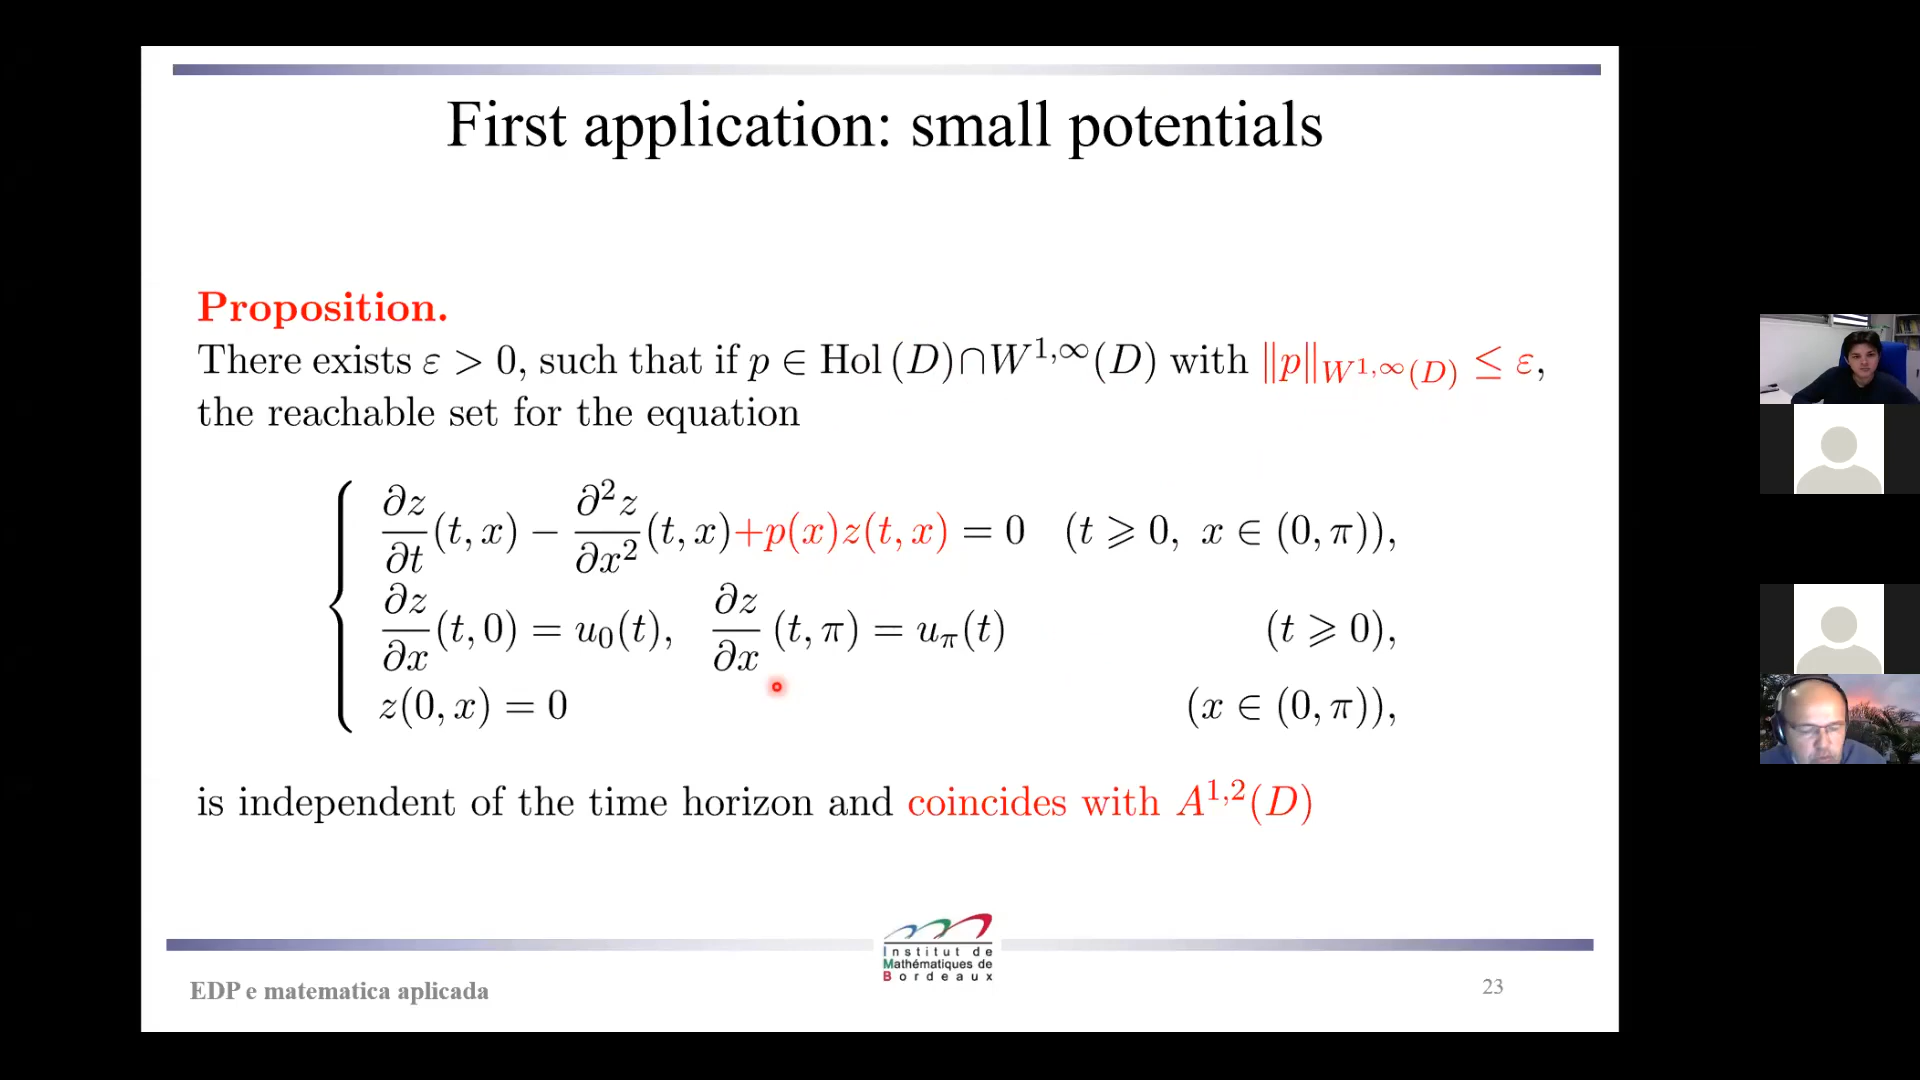 First application: small potentials
Proposition.
There exists ε > 0, such that if p ∈ Hol (D)∩W^{1,∞}(D) with ‖p‖_{W^{1,∞}(D)} ≤ ε,
the reachable set for the equation
∂z/∂t (t, x) − ∂²z/∂x² (t, x)+p(x)z(t, x) = 0 (t ⩾ 0, x ∈ (0, π)),
∂z/∂x (t, 0) = u₀(t), ∂z/∂x (t, π) = u_π(t) (t ⩾ 0),
z(0, x) = 0 (x ∈ (0, π)),
is independent of the time horizon and coincides with A^{1,2}(D)
Institut de
Mathématiques de
Bordeaux
EDP e matematica aplicada
23